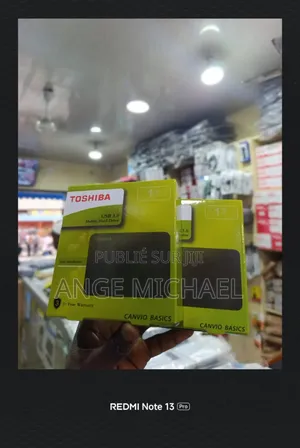 TOSHIBA
USB 3.0
PUBLIÉ SUR JIJI
ANGE MICHAEL
CANVIO BASICS
CANVIO BASICS
REDMI Note 13 Pro